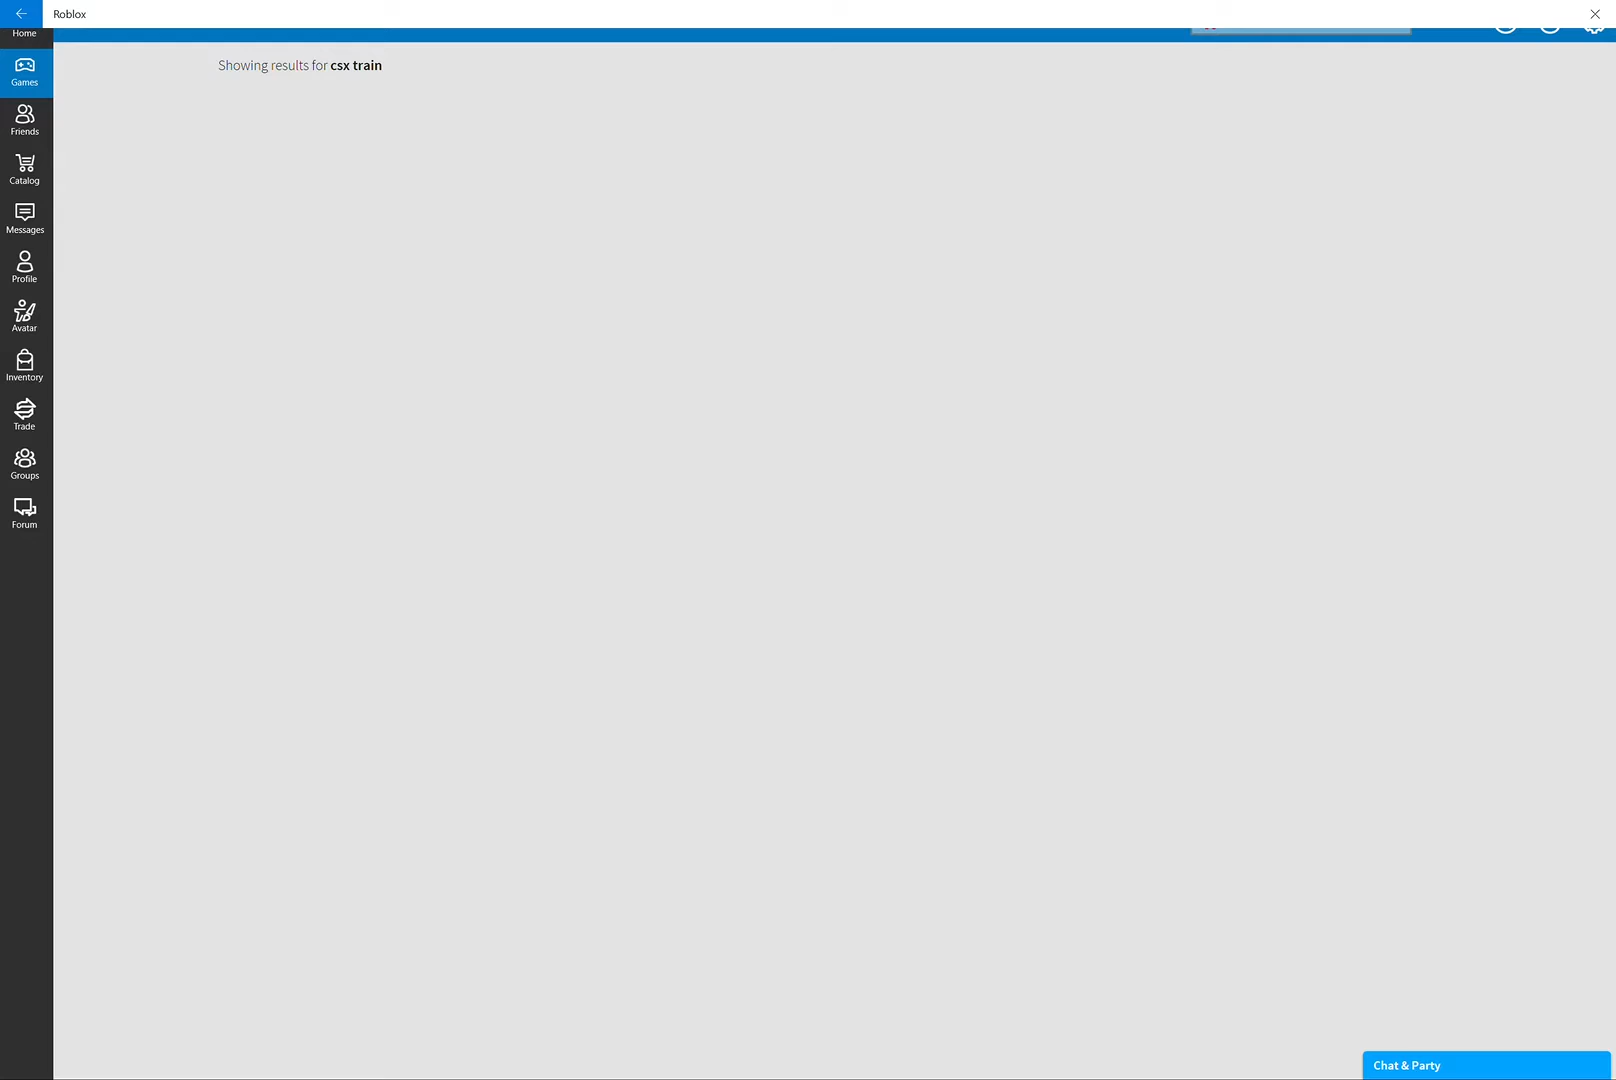 Roblox
Home
Showing results for csx train
Games
Friends
Catalog
Messages
Profile
Avatar
Inventory
Trade
Groups
Forum
Chat & Party